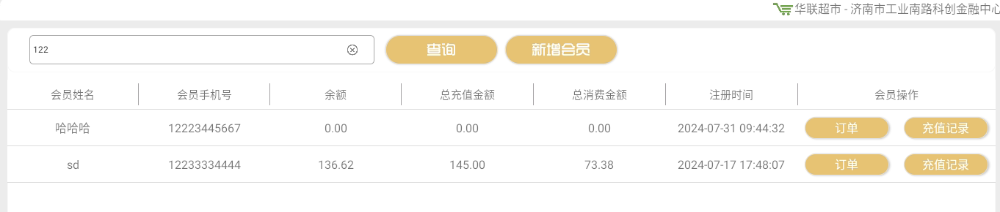 华联超市 - 济南市工业南路科创金融中心
122 查询 新增会员
会员姓名 会员手机号 余额 总充值金额 总消费金额 注册时间 会员操作
哈哈哈 12223445667 0.00 0.00 0.00 2024-07-31 09:44:32 订单 充值记录
sd 12233334444 136.62 145.00 73.38 2024-07-17 17:48:07 订单 充值记录